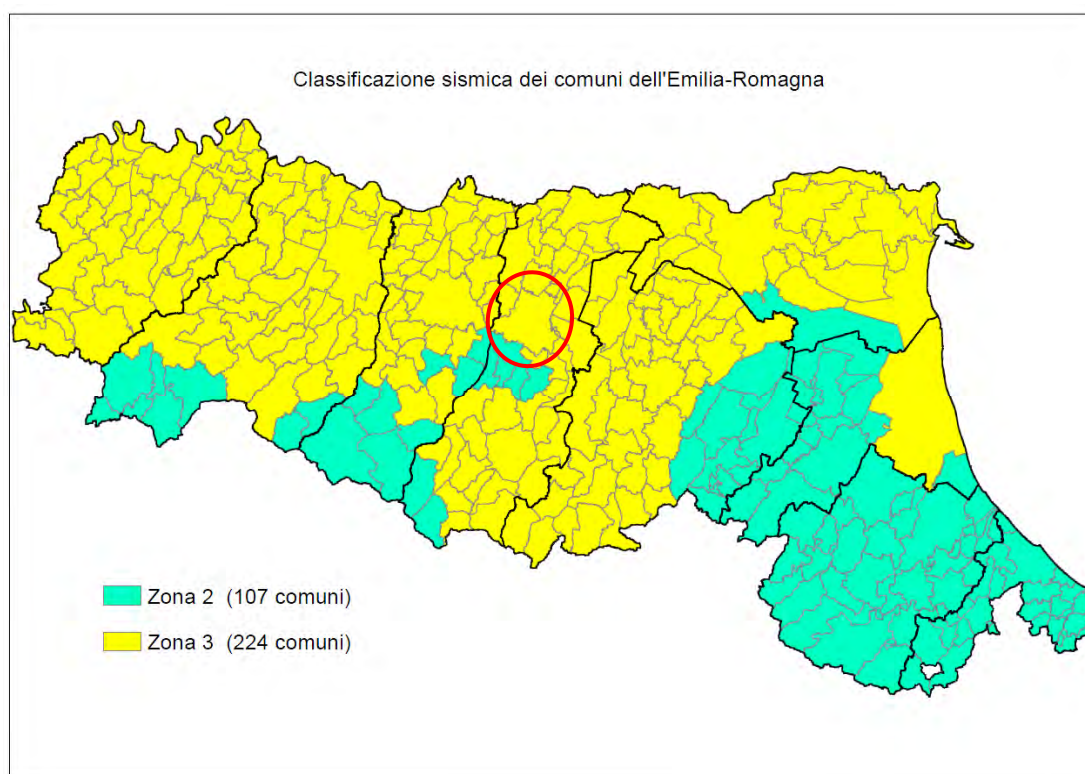 Classificazione sismica dei comuni dell'Emilia-Romagna
Zona 2 (107 comuni)
Zona 3 (224 comuni)